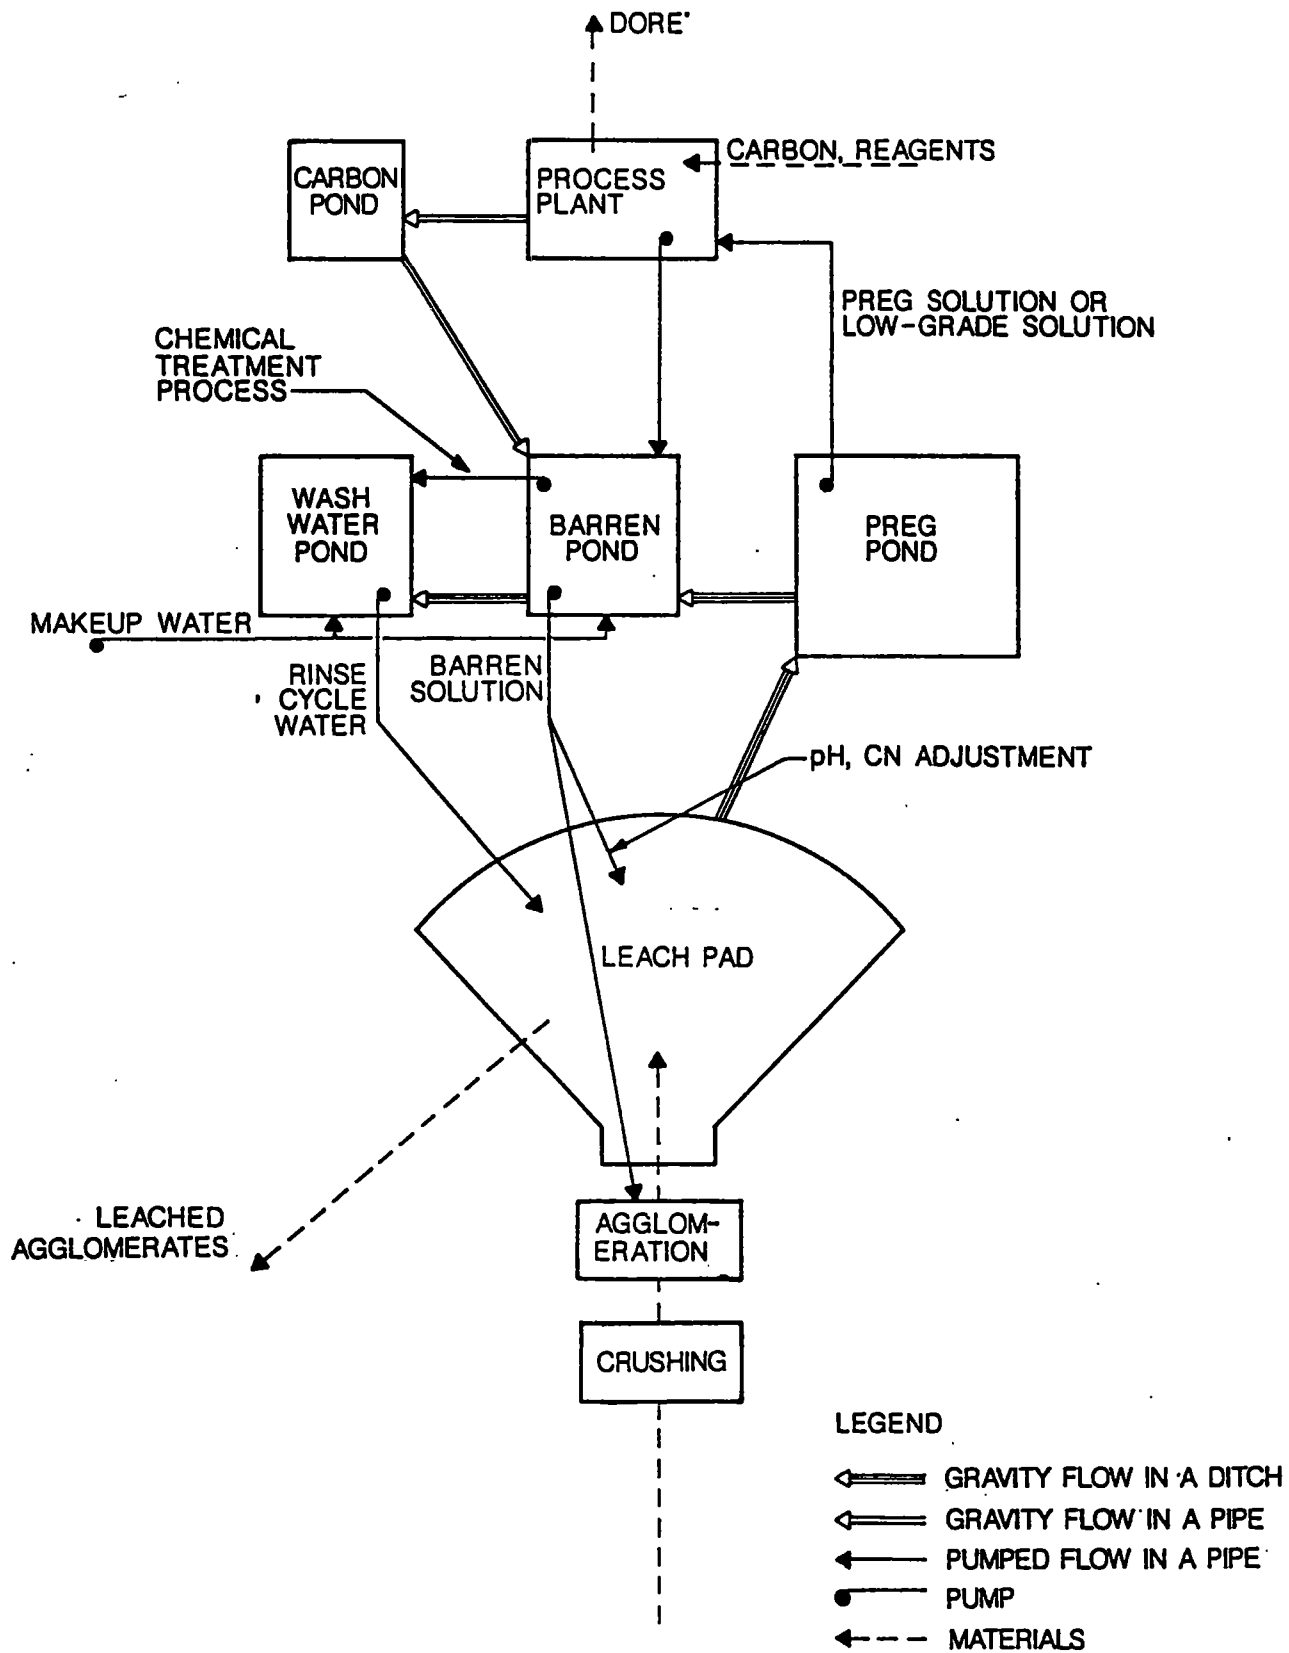 DORE'
CARBON
POND
PROCESS
PLANT
CARBON, REAGENTS
PREG SOLUTION OR
LOW-GRADE SOLUTION
CHEMICAL
TREATMENT
PROCESS
WASH
WATER
POND
BARREN
POND
PREG
POND
MAKEUP WATER
RINSE
CYCLE
WATER
BARREN
SOLUTION
pH, CN ADJUSTMENT
LEACH PAD
LEACHED
AGGLOMERATES
AGGLOM-
ERATION
CRUSHING
LEGEND
GRAVITY FLOW IN A DITCH
GRAVITY FLOW IN A PIPE
PUMPED FLOW IN A PIPE
PUMP
MATERIALS